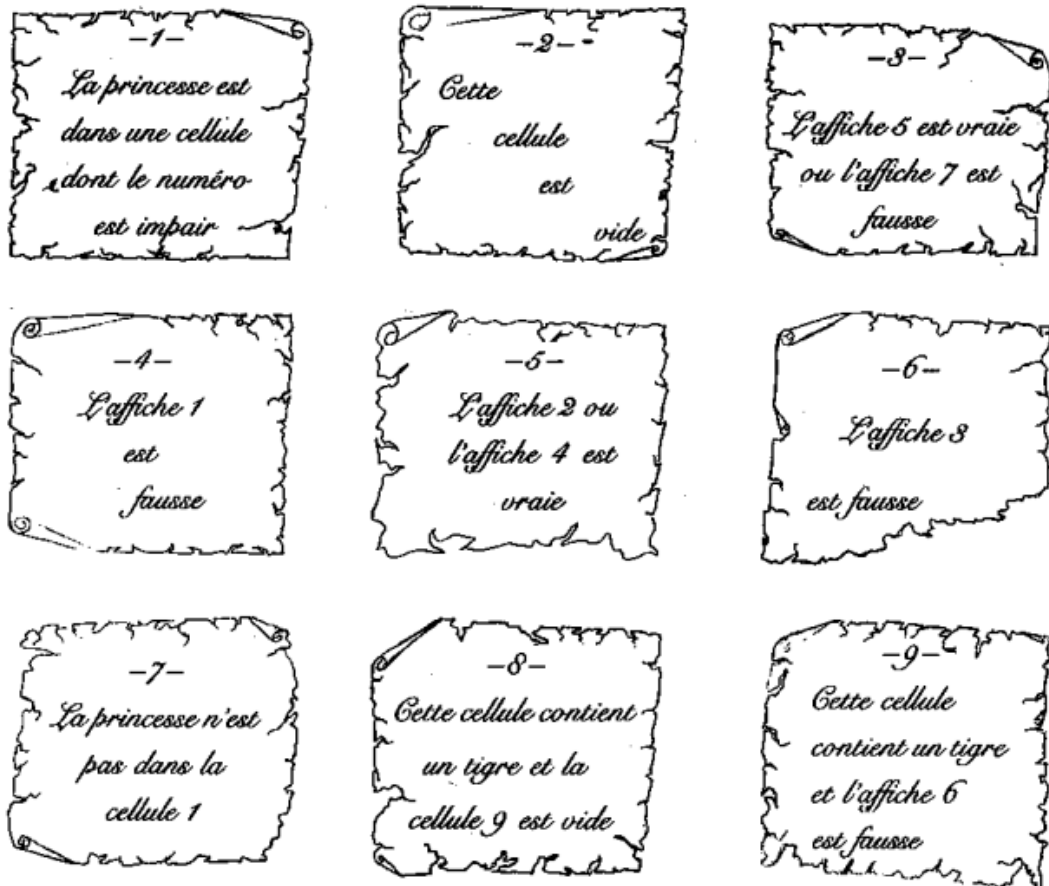 –1–
La princesse est
dans une cellule
dont le numéro
est impair
–2–
Cette
cellule
est
vide
–3–
L'affiche 5 est vraie
ou l'affiche 7 est
fausse
–4–
L'affiche 1
est
fausse
–5–
L'affiche 2 ou
l'affiche 4 est
vraie
–6–
L'affiche 3
est fausse
–7–
La princesse n'est
pas dans la
cellule 1
–8–
Cette cellule contient
un tigre et la
cellule 9 est vide
–9–
Cette cellule
contient un tigre
et l'affiche 6
est fausse